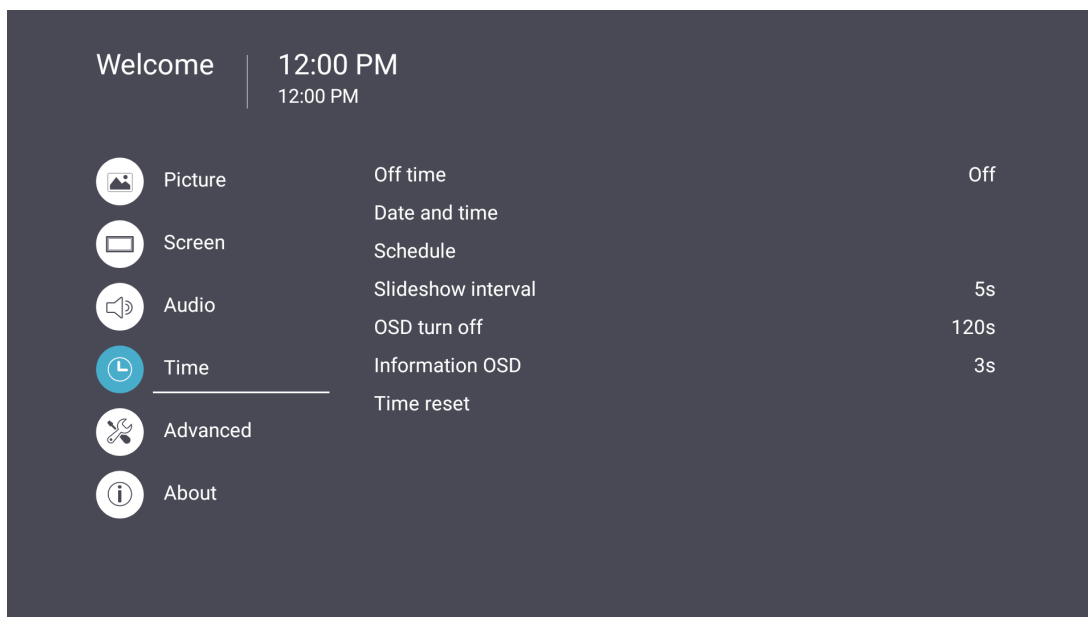 Welcome
12:00 PM
12:00 PM
Picture
Screen
Audio
Time
Advanced
About
Off time Off
Date and time
Schedule
Slideshow interval 5s
OSD turn off 120s
Information OSD 3s
Time reset